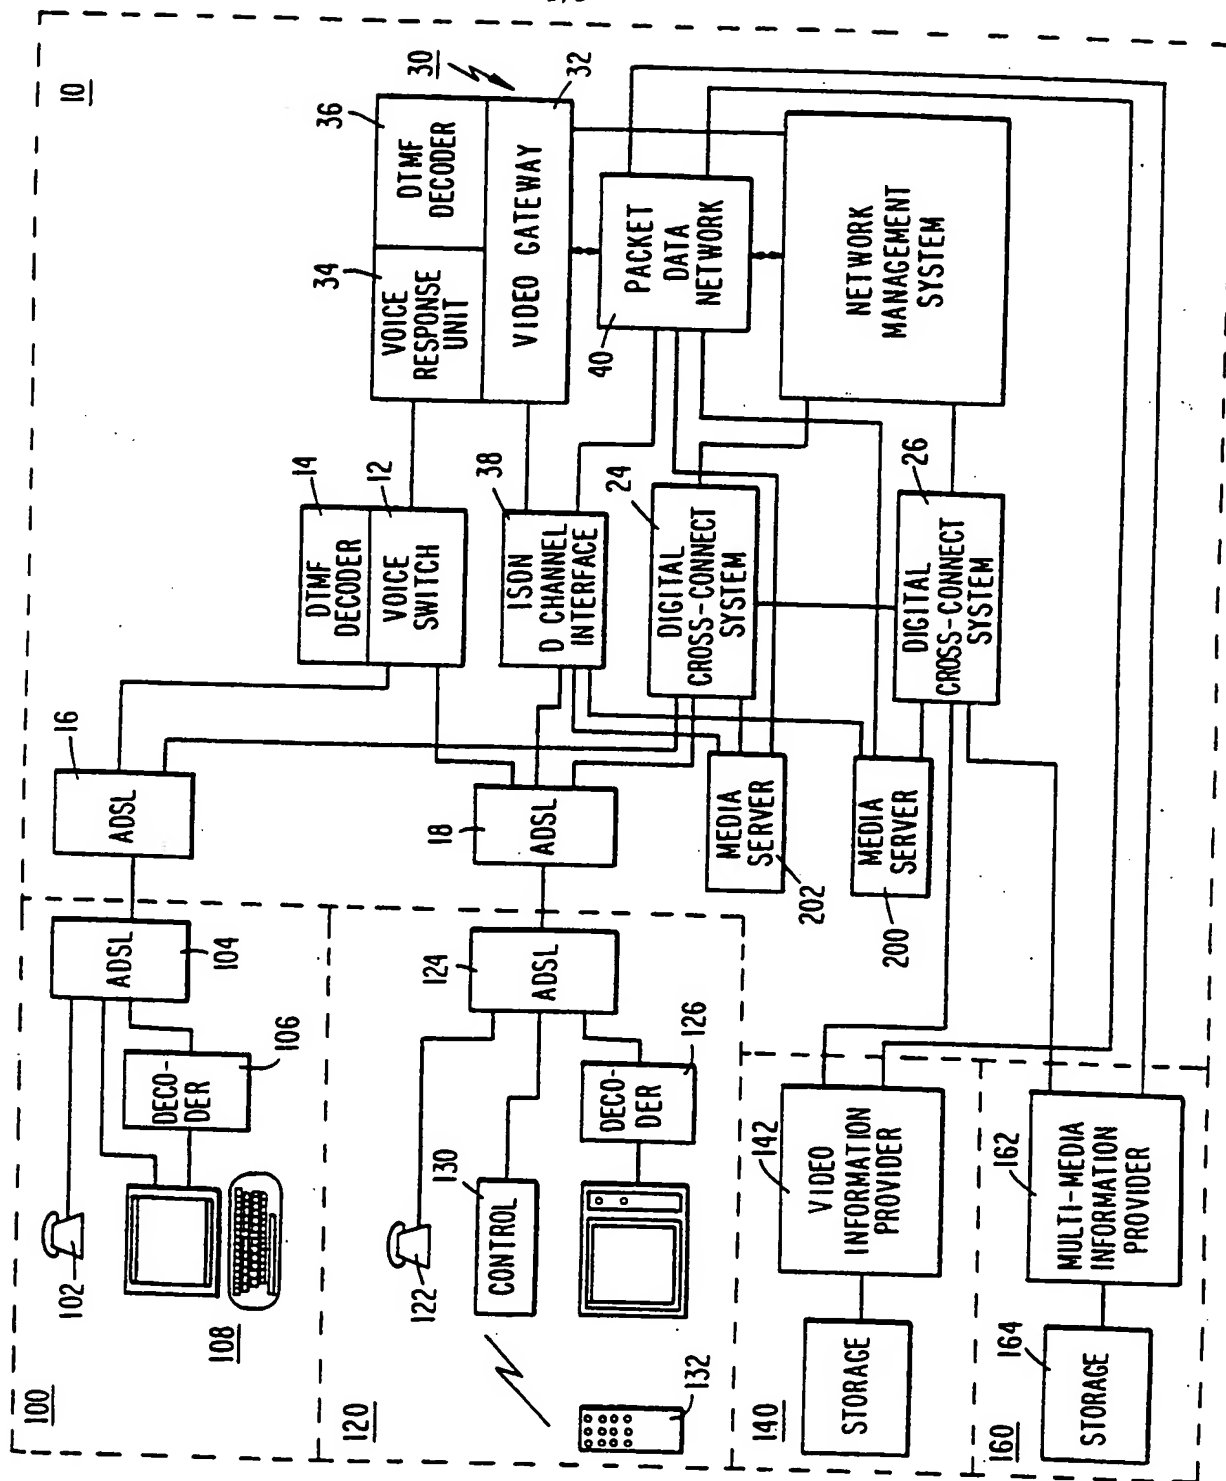 10
30
36
DTMF
DECODER
34
VOICE
RESPONSE
UNIT
32
VIDEO GATEWAY
40
PACKET
DATA
NETWORK
NETWORK
MANAGEMENT
SYSTEM
14
DTMF
DECODER
12
VOICE
SWITCH
38
ISDN
D CHANNEL
INTERFACE
24
DIGITAL
CROSS-CONNECT
SYSTEM
26
DIGITAL
CROSS-CONNECT
SYSTEM
16
ADSL
18
ADSL
MEDIA
SERVER
202
MEDIA
SERVER
200
ADSL
104
DECO-
DER
106
102
108
100
124
ADSL
DECO-
DER
126
122
130
CONTROL
132
120
142
VIDEO
INFORMATION
PROVIDER
STORAGE
140
162
MULTI-MEDIA
INFORMATION
PROVIDER
164
STORAGE
160